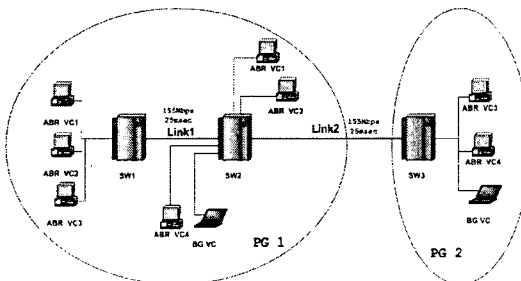 ABR VC1
ABR VC2
ABR VC3
SW1
155Mbps
25msec
Link1
ABR VC1
ABR VC2
SW2
ABR VC4
BG VC
PG 1
Link2
155Mbps
25msec
SW3
ABR VC3
ABR VC4
BG VC
PG 2